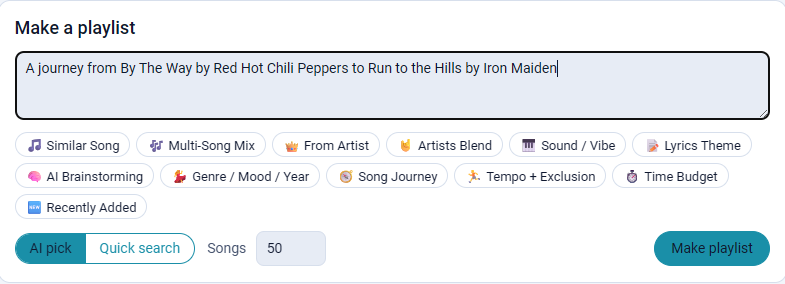 Make a playlist
A journey from By The Way by Red Hot Chili Peppers to Run to the Hills by Iron Maiden
Similar Song
Multi-Song Mix
From Artist
Artists Blend
Sound / Vibe
Lyrics Theme
AI Brainstorming
Genre / Mood / Year
Song Journey
Tempo + Exclusion
Time Budget
NEW Recently Added
AI pick
Quick search
Songs
50
Make playlist